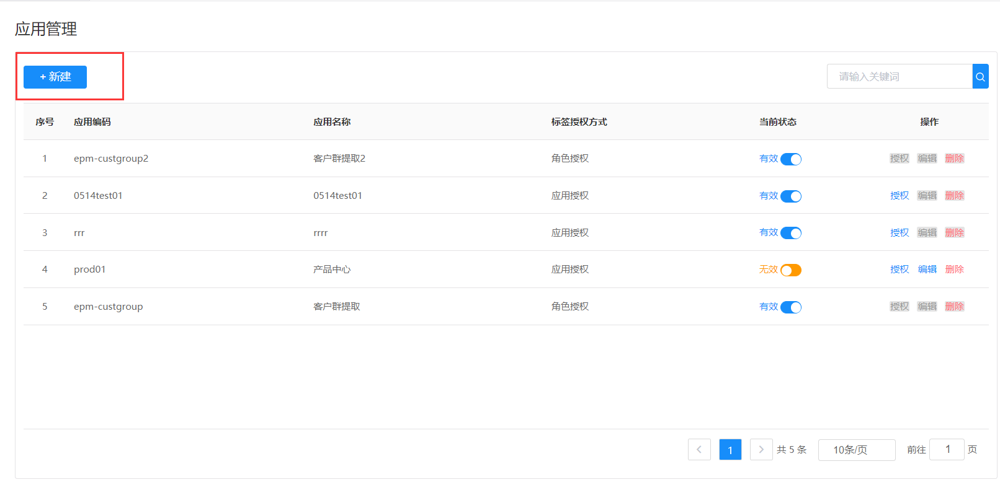 应用管理
+ 新建
请输入关键词
序号 应用编码 应用名称 标签授权方式 当前状态 操作
1 epm-custgroup2 客户群提取2 角色授权 有效 授权 编辑 删除
2 0514test01 0514test01 应用授权 有效 授权 编辑 删除
3 rrr rrrr 应用授权 有效 授权 编辑 删除
4 prod01 产品中心 应用授权 无效 授权 编辑 删除
5 epm-custgroup 客户群提取 角色授权 有效 授权 编辑 删除
1 共 5 条 10条/页 前往 1 页